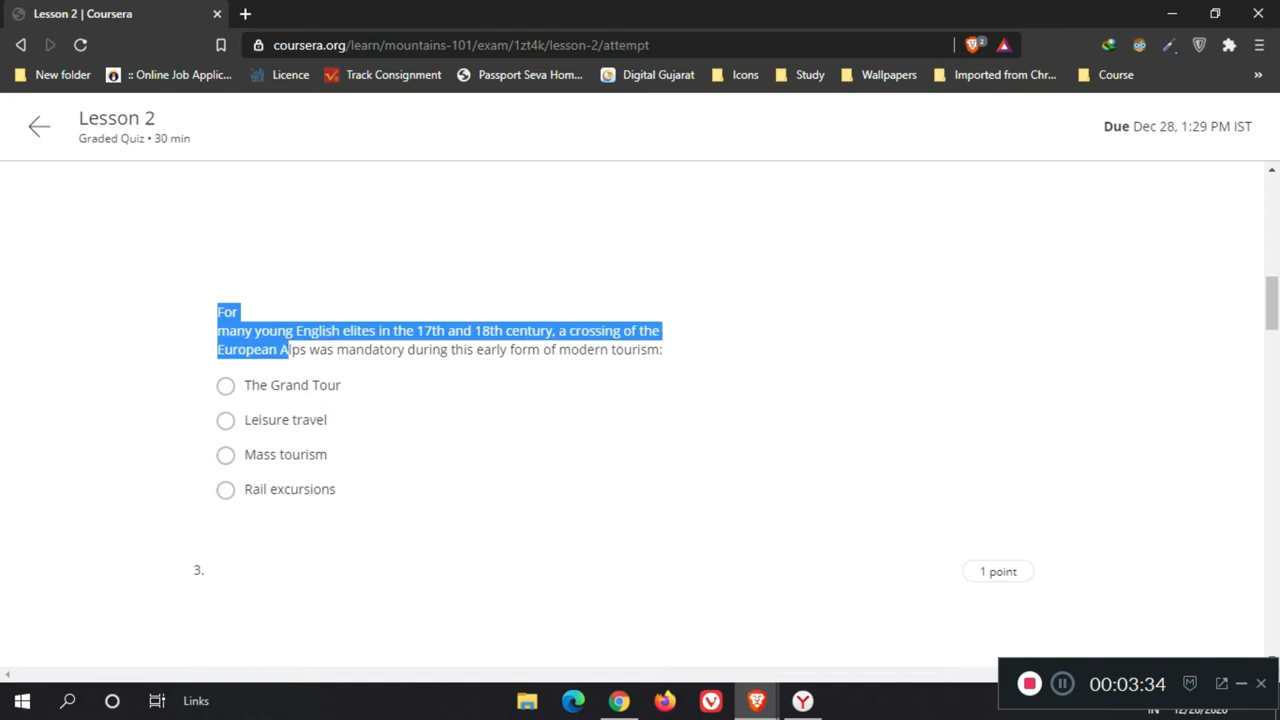 Lesson 2 | Coursera
coursera.org/learn/mountains-101/exam/1zt4k/lesson-2/attempt
2
New folder
:: Online Job Applic...
Licence
Track Consignment
Passport Seva Hom...
Digital Gujarat
Icons
Study
Wallpapers
Imported from Chr...
Course
»
Lesson 2
Graded Quiz • 30 min
Due Dec 28, 1:29 PM IST
For
many young English elites in the 17th and 18th century, a crossing of the
European Alps was mandatory during this early form of modern tourism:
The Grand Tour
Leisure travel
Mass tourism
Rail excursions
3.
1 point
00:03:34
Links